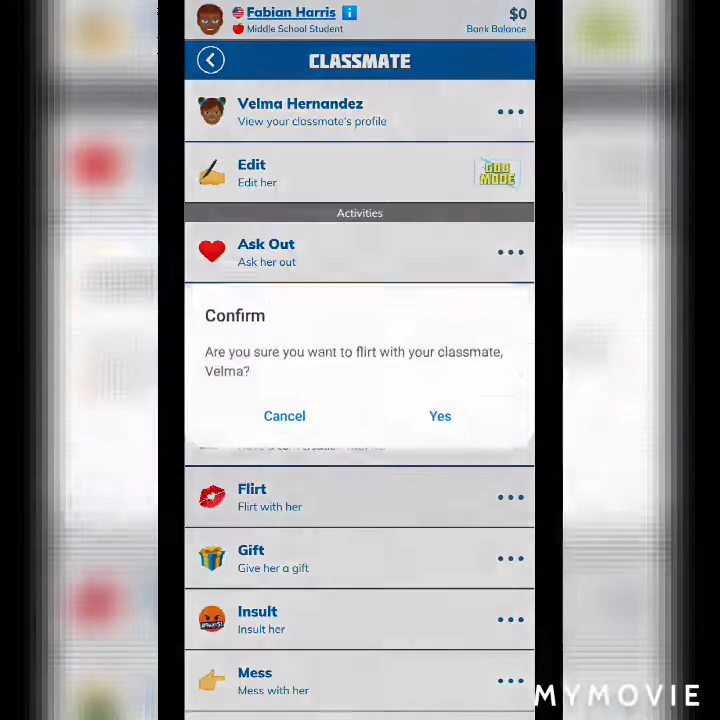 Fabian Harris
$0
Middle School Student
Bank Balance
CLASSMATE
Velma Hernandez
View your classmate's profile
Edit
Edit her
GOD MODE
Activities
Ask Out
Ask her out
Confirm
Are you sure you want to flirt with your classmate,
Velma?
Cancel
Yes
Flirt
Flirt with her
Gift
Give her a gift
Insult
Insult her
Mess
Mess with her
MYMOVIE